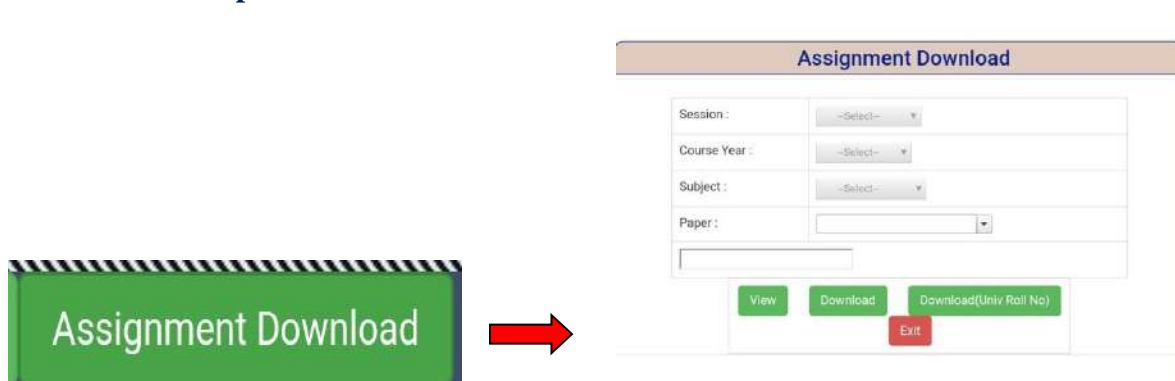 Assignment Download
Session :
--Select--
Course Year :
--Select--
Subject :
--Select--
Paper :
View
Download
Download(Univ Roll No)
Exit
Assignment Download